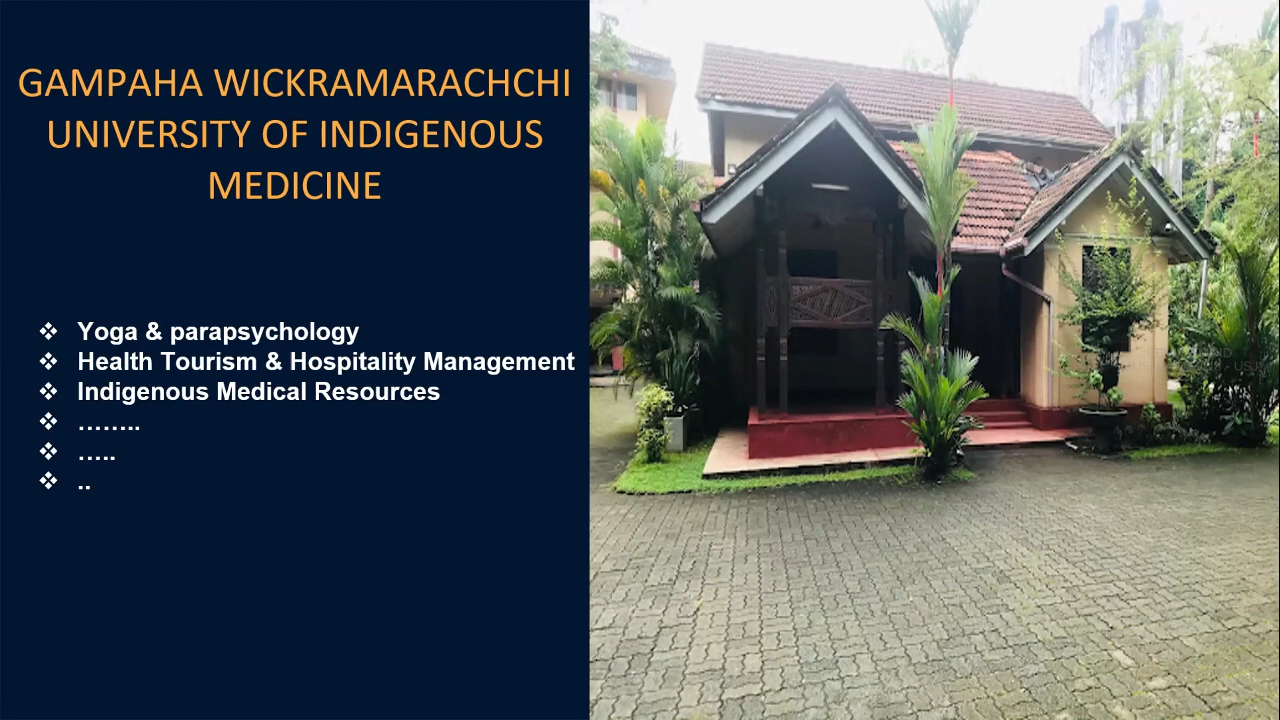 GAMPAHA WICKRAMARACHCHI
UNIVERSITY OF INDIGENOUS
MEDICINE
❖ Yoga & parapsychology
❖ Health Tourism & Hospitality Management
❖ Indigenous Medical Resources
❖ ……..
❖ …..
❖ ..